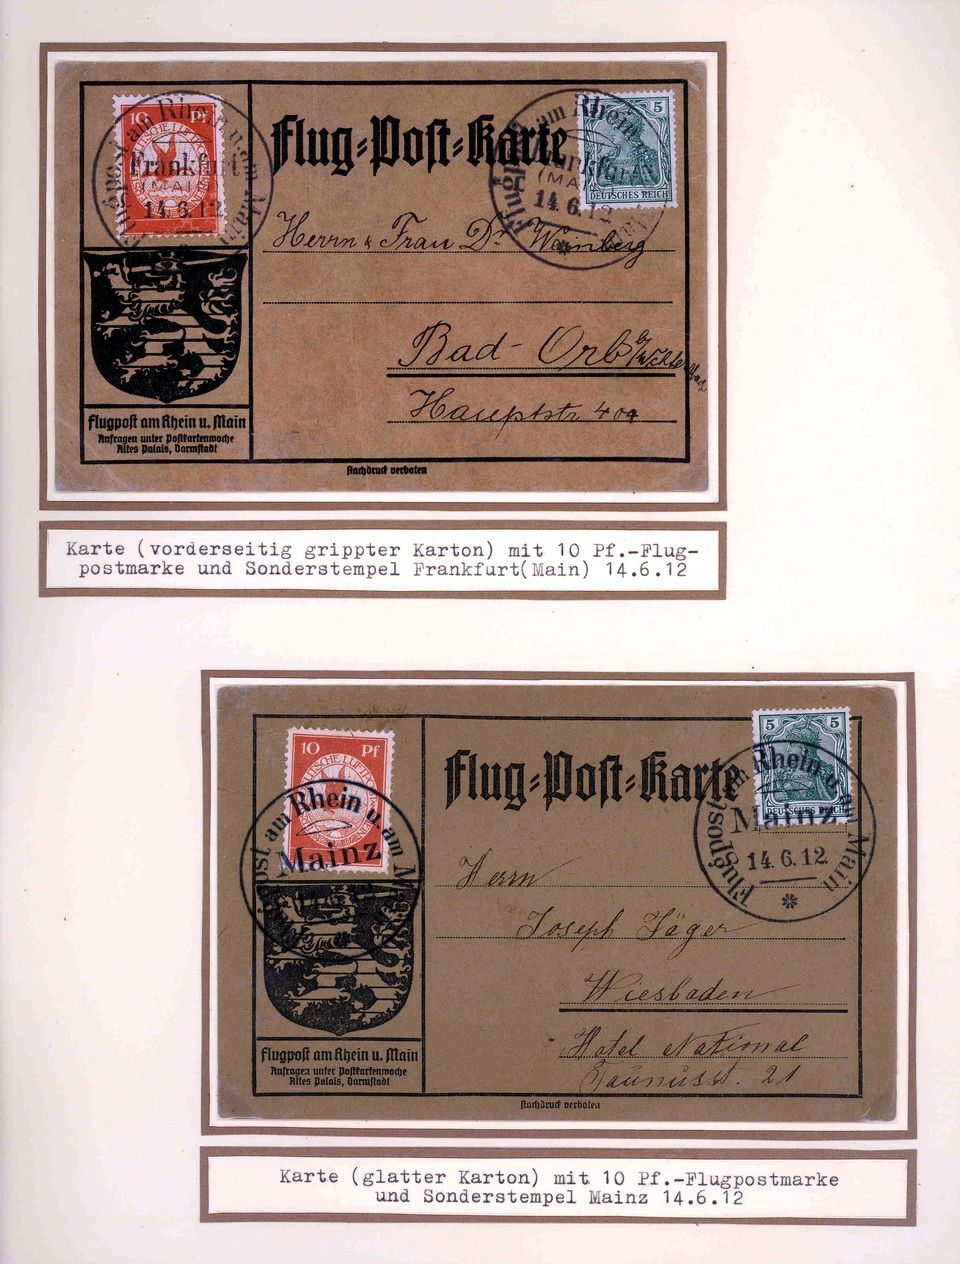 10 Pf
Flugpost am Rhein u. am Main
Frankfurt
(MAIN)
14.6.12
Flug=Post=Karte
5
DEUTSCHES REICH
Flugpost am Rhein u. am Main
Frankfurt
(MAIN)
14.6.12
Herrn & Frau Dr Weinberg
Bad-Orb
Hauptstr 40a
Flugpost am Rhein u. Main
Anfragen unter Postkartenwoche
Altes Palais, Darmstadt
Nachdruck verboten
Karte (vorderseitig grippter Karton) mit 10 Pf.-Flug-
postmarke und Sonderstempel Frankfurt(Main) 14.6.12
10 Pf
Flugpost am Rhein u. am Main
Mainz
Flug=Post=Karte
5 5
DEUTSCHES REICH
Flugpost am Rhein u. am Main
Mainz
14.6.12
Herrn
Joseph Jäger
Wiesbaden
Hotel National
Taunusst. 21
Flugpost am Rhein u. Main
Anfragen unter Postkartenwoche
Altes Palais, Darmstadt
Nachdruck verboten
Karte (glatter Karton) mit 10 Pf.-Flugpostmarke
und Sonderstempel Mainz 14.6.12